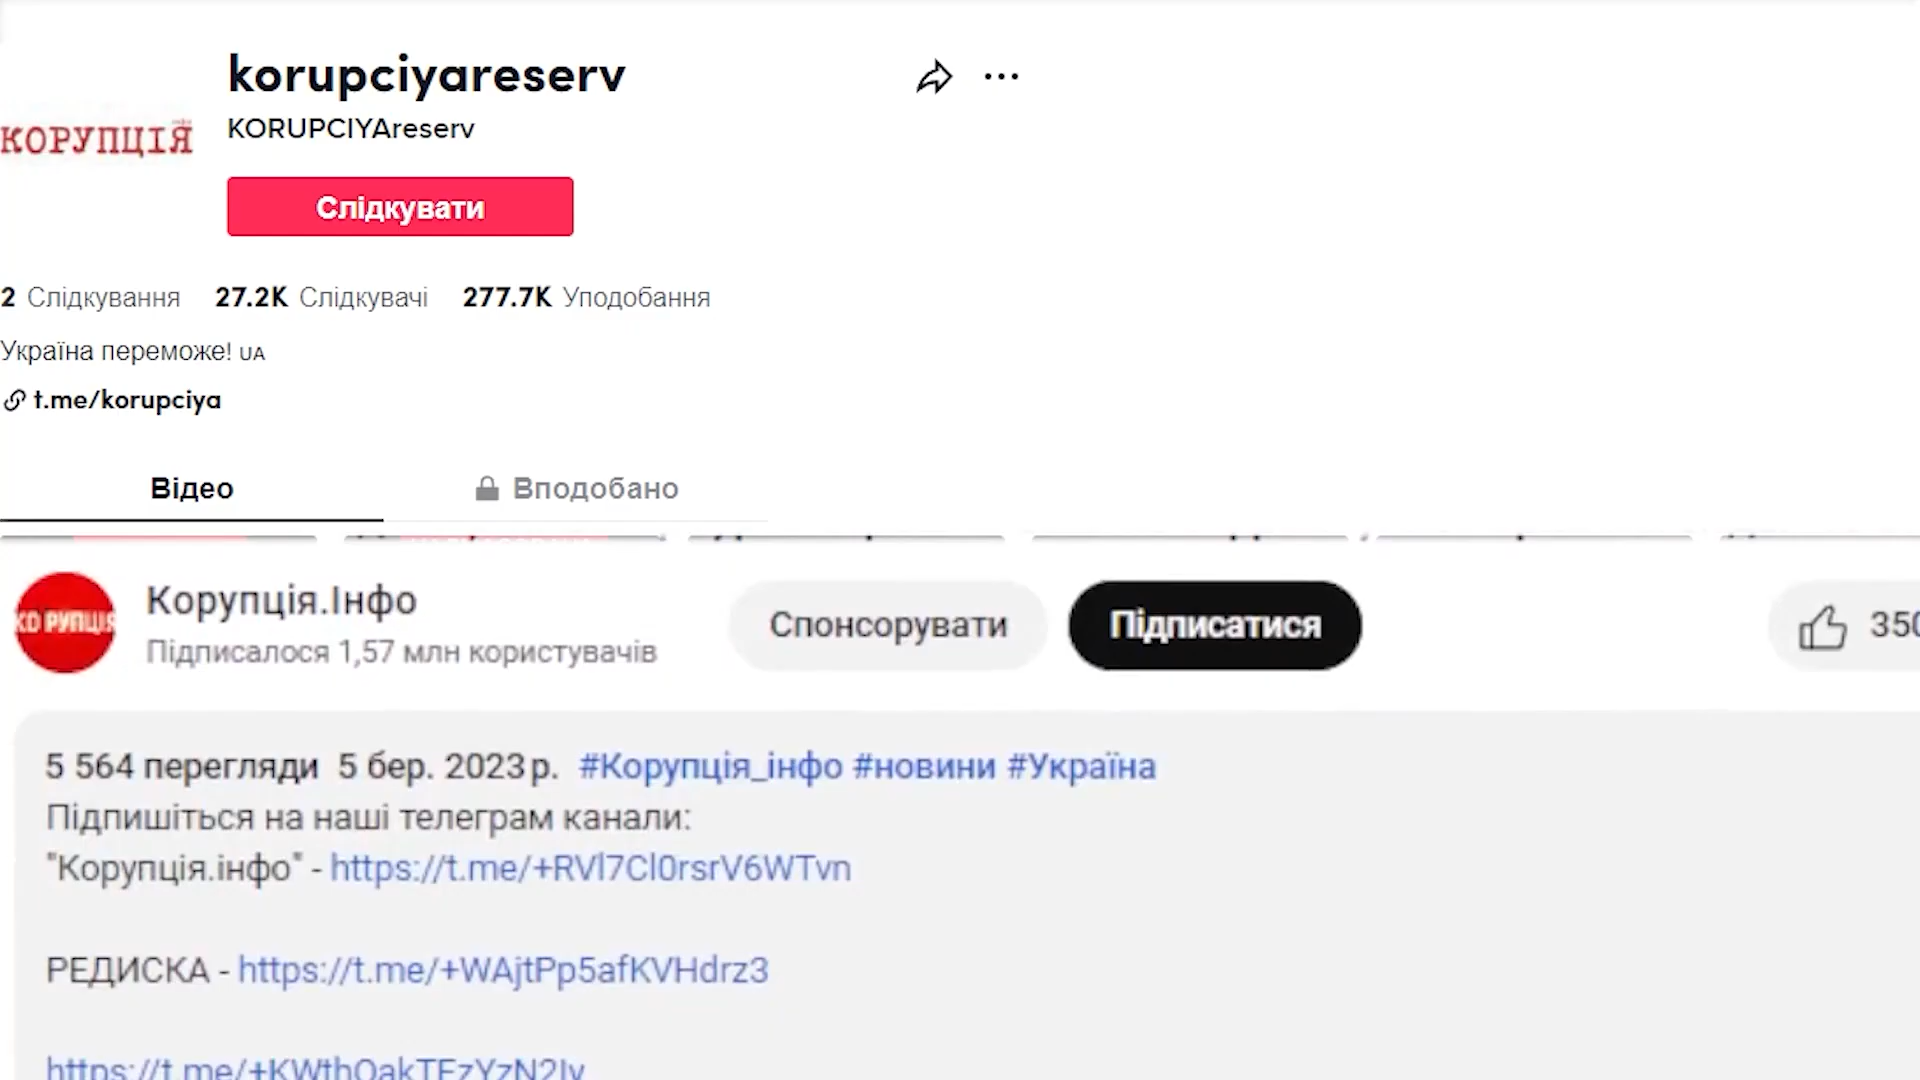 korupciyareserv
KORUPCIYAreserv
КОРУПЦІЯ
Слідкувати
2 Слідкування 27.2K Слідкувачі 277.7K Уподобання
Україна переможе! UA
t.me/korupciya
Відео Вподобано
КОРУПЦІЯ
Корупція.Інфо
Підписалося 1,57 млн користувачів
Спонсорувати Підписатися 350
5 564 перегляди 5 бер. 2023 р. #Корупція_інфо #новини #Україна
Підпишіться на наші телеграм канали:
"Корупція.інфо" - https://t.me/+RVl7Cl0rsrV6WTvn
РЕДИСКА - https://t.me/+WAjtPp5afKVHdrz3
https://t.me/+KWthOakTEzYzN2Iy